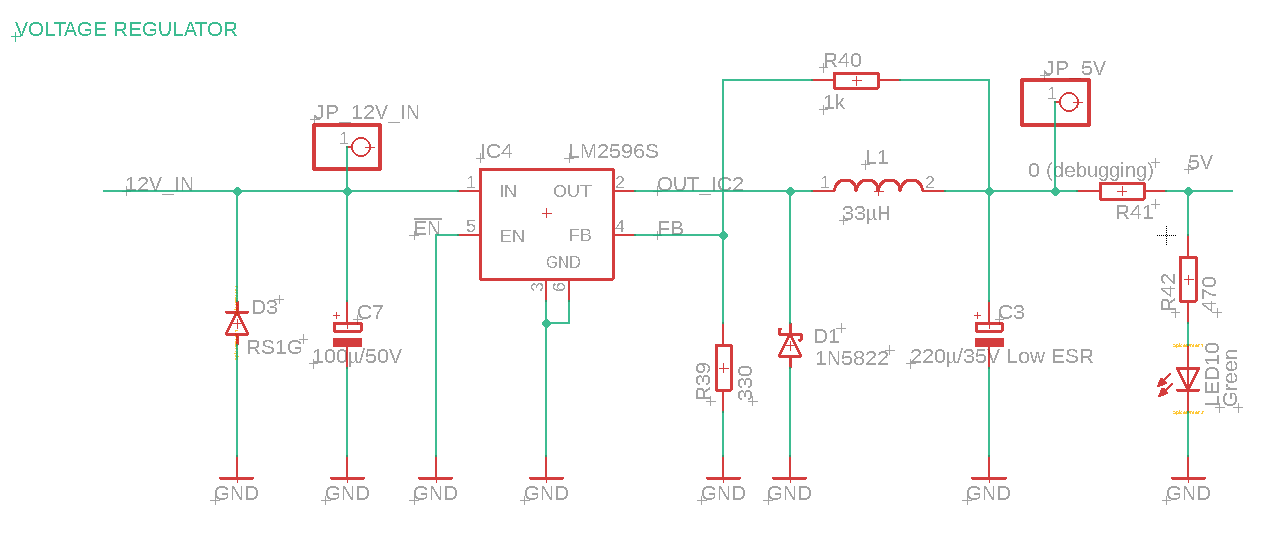 VOLTAGE REGULATOR
R40
1k
JP_5V
1
JP_12V_IN
1
IC4
LM2596S
12V_IN
1
IN
OUT
2
OUT_IC2
1
L1
2
33µH
0 (debugging)
R41
5V
EN
5
EN
FB
4
FB
GND
3
6
D3
RS1G
C7
100µ/50V
R39
330
D1
1N5822
C3
220µ/35V Low ESR
R42
470
LED10
Green
GND
GND
GND
GND
GND
GND
GND
GND